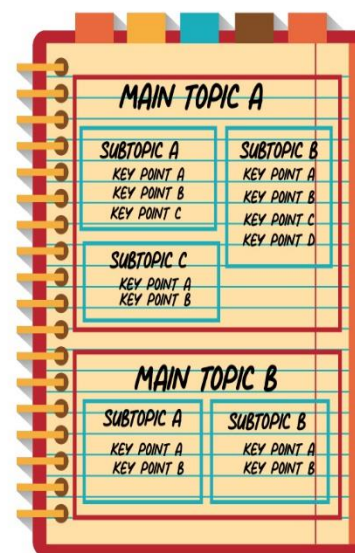 MAIN TOPIC A
SUBTOPIC A
KEY POINT A
KEY POINT B
KEY POINT C
SUBTOPIC B
KEY POINT A
KEY POINT B
KEY POINT C
KEY POINT D
SUBTOPIC C
KEY POINT A
KEY POINT B
MAIN TOPIC B
SUBTOPIC A
KEY POINT A
KEY POINT B
SUBTOPIC B
KEY POINT A
KEY POINT B